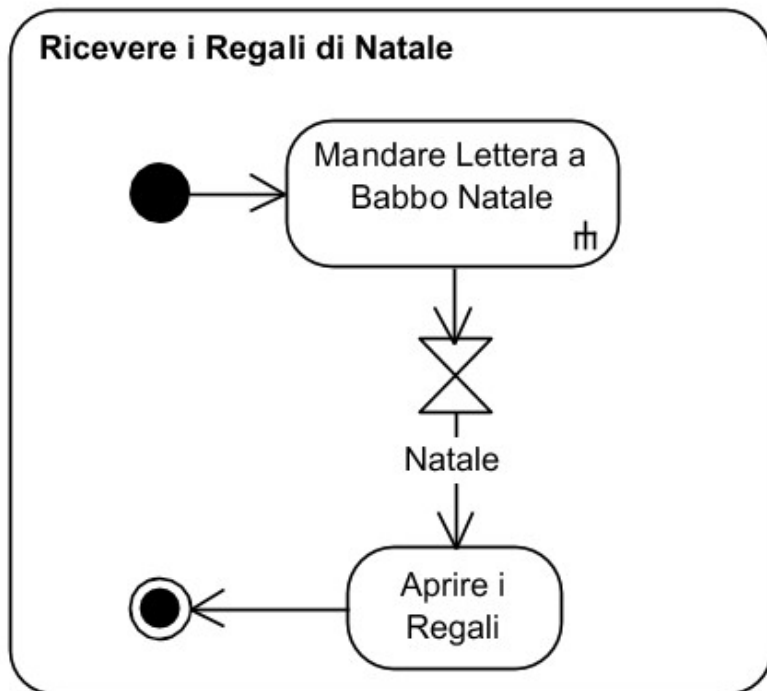 Ricevere i Regali di Natale
Mandare Lettera a
Babbo Natale
Natale
Aprire i
Regali